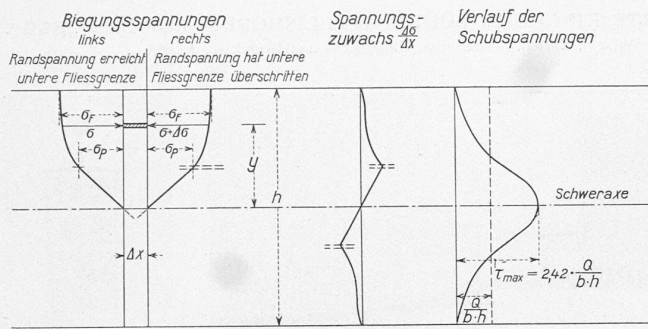 Biegungsspannungen
links
rechts
Randspannung erreicht
untere Fliessgrenze
Randspannung hat untere
Fliessgrenze überschritten
Spannungs-
zuwachs Δσ/Δx
Verlauf der
Schubspannungen
σF
σF
σ
σ+Δσ
σP
σP
y
h
Schweraxe
Δx
τmax = 2,42 · Q/b·h
Q/b·h